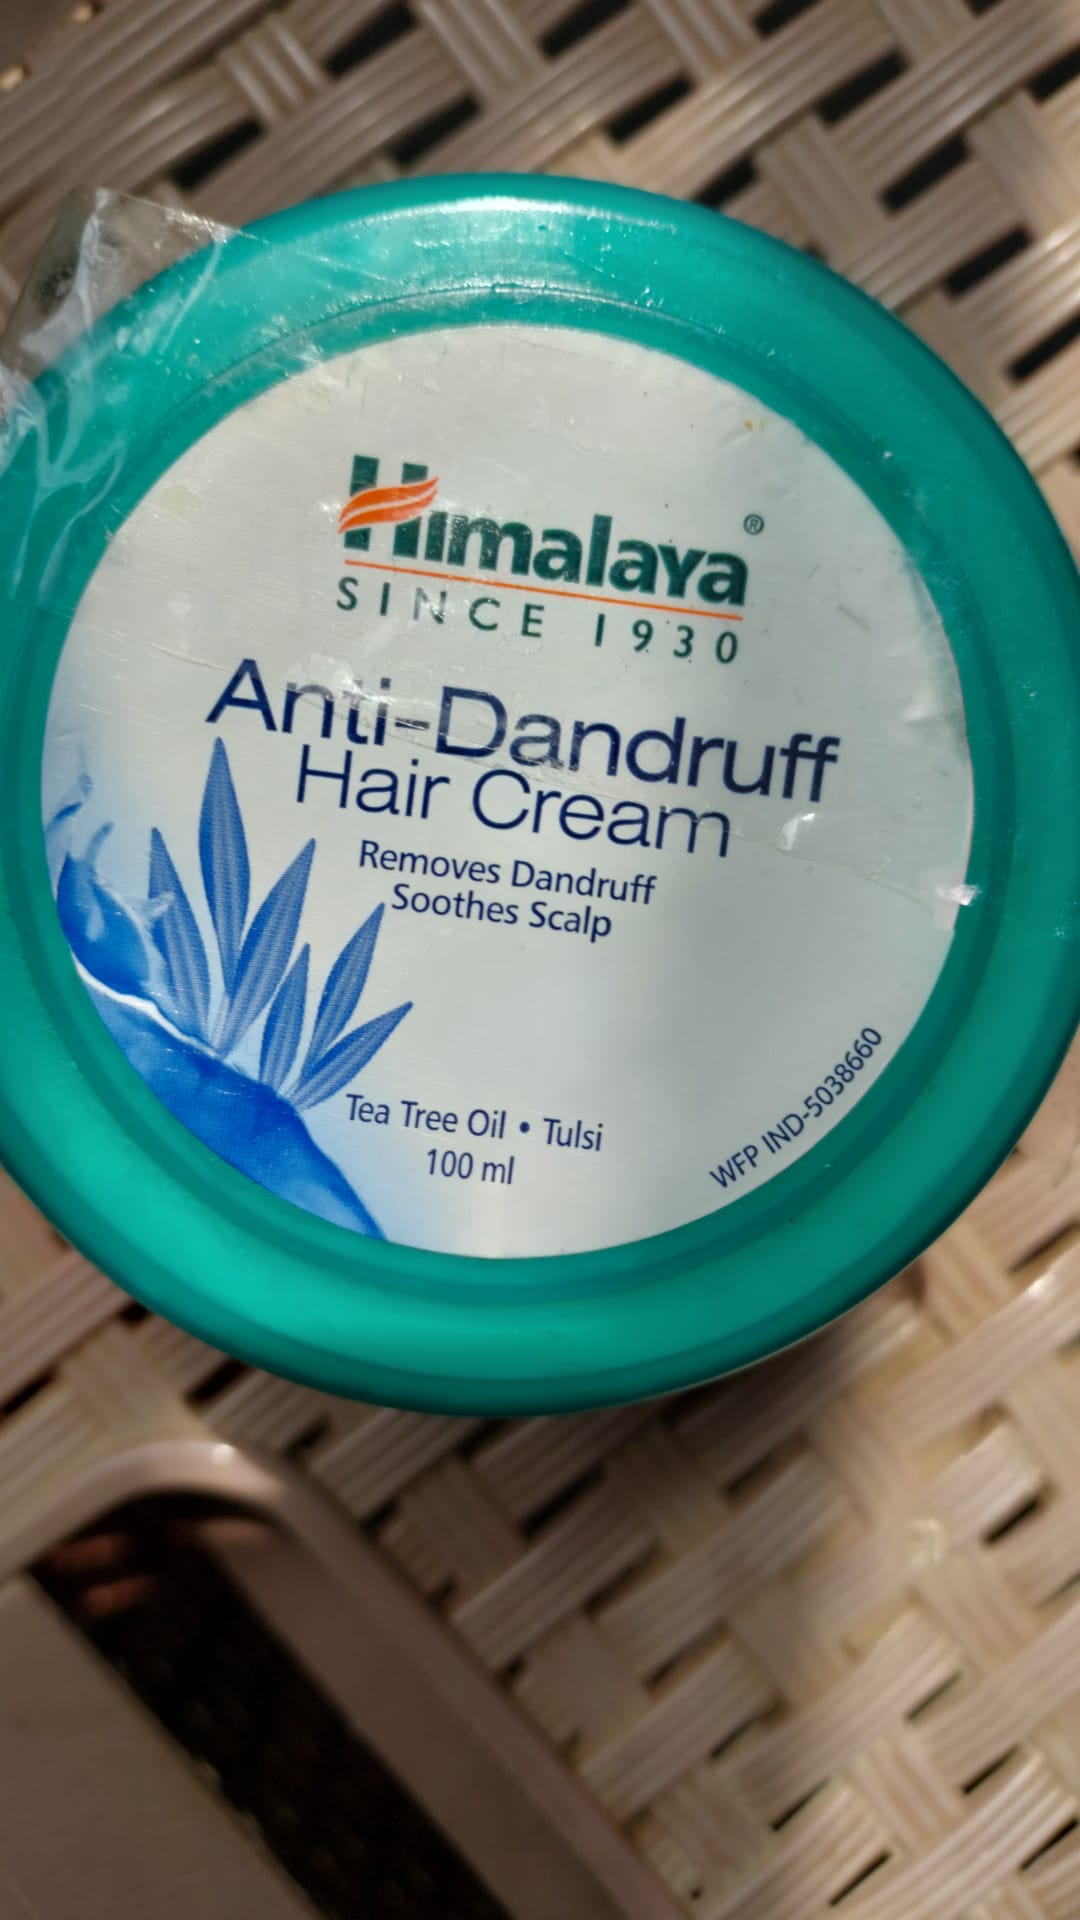 Himalaya®
SINCE 1930
Anti-Dandruff
Hair Cream
Removes Dandruff
Soothes Scalp
Tea Tree Oil • Tulsi
100 ml
WFP IND-5038660